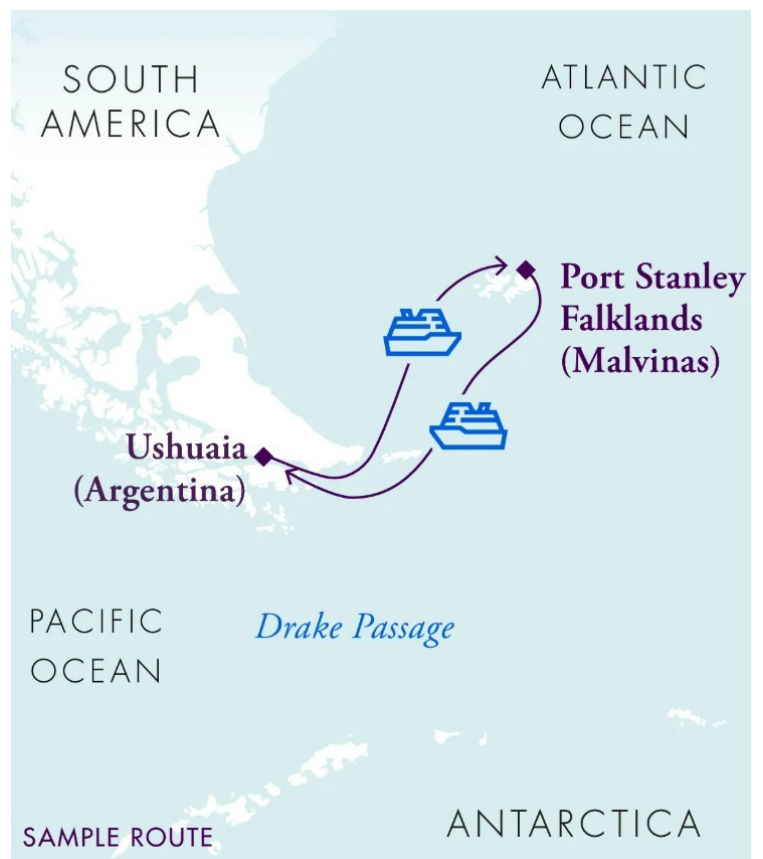 SOUTH
AMERICA
ATLANTIC
OCEAN
Port Stanley
Falklands
(Malvinas)
Ushuaia
(Argentina)
PACIFIC
OCEAN
Drake Passage
ANTARCTICA
SAMPLE ROUTE